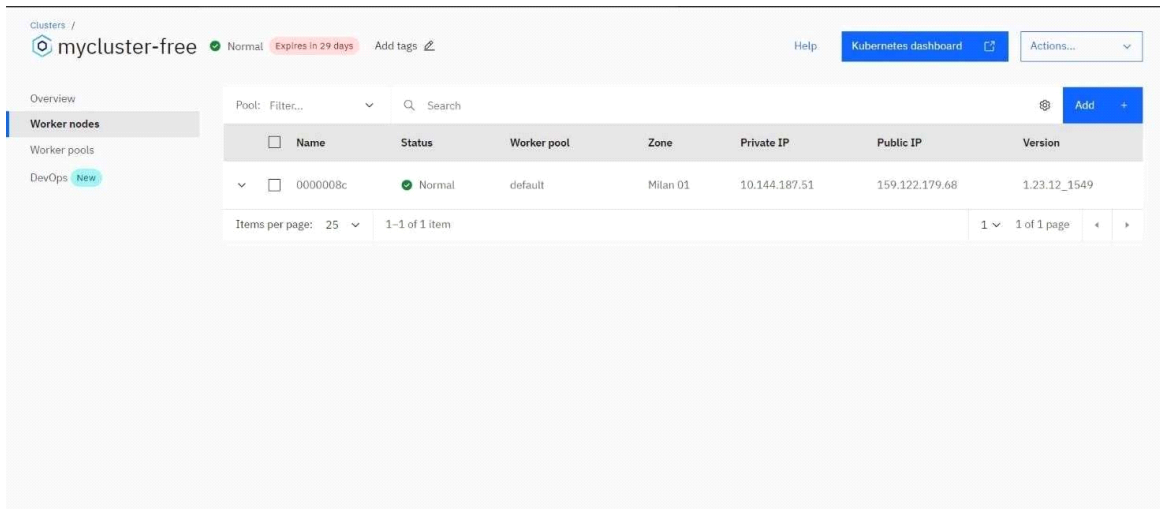 Clusters /
mycluster-free Normal Expires in 29 days Add tags Help Kubernetes dashboard Actions...
Overview
Worker nodes
Worker pools
DevOps New
Pool: Filter... Search Add +
Name Status Worker pool Zone Private IP Public IP Version
0000008c Normal default Milan 01 10.144.187.51 159.122.179.68 1.23.12_1549
Items per page: 25 1–1 of 1 item 1 1 of 1 page